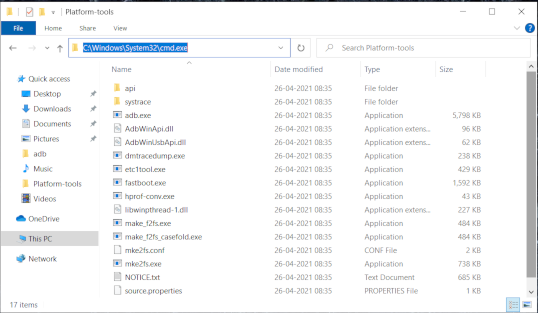 Platform-tools
File Home Share View
C:\Windows\System32\cmd.exe Search Platform-tools
Name Date modified Type Size
Quick access
Desktop
Downloads
Documents
Pictures
adb
Music
Platform-tools
Videos
OneDrive
This PC
Network
api 26-04-2021 08:35 File folder
systrace 26-04-2021 08:35 File folder
adb.exe 26-04-2021 08:35 Application 5,798 KB
AdbWinApi.dll 26-04-2021 08:35 Application extens... 96 KB
AdbWinUsbApi.dll 26-04-2021 08:35 Application extens... 62 KB
dmtracedump.exe 26-04-2021 08:35 Application 238 KB
etc1tool.exe 26-04-2021 08:35 Application 429 KB
fastboot.exe 26-04-2021 08:35 Application 1,592 KB
hprof-conv.exe 26-04-2021 08:35 Application 43 KB
libwinpthread-1.dll 26-04-2021 08:35 Application extens... 227 KB
make_f2fs.exe 26-04-2021 08:35 Application 484 KB
make_f2fs_casefold.exe 26-04-2021 08:35 Application 484 KB
mke2fs.conf 26-04-2021 08:35 CONF File 2 KB
mke2fs.exe 26-04-2021 08:35 Application 738 KB
NOTICE.txt 26-04-2021 08:35 Text Document 685 KB
source.properties 26-04-2021 08:35 PROPERTIES File 1 KB
17 items